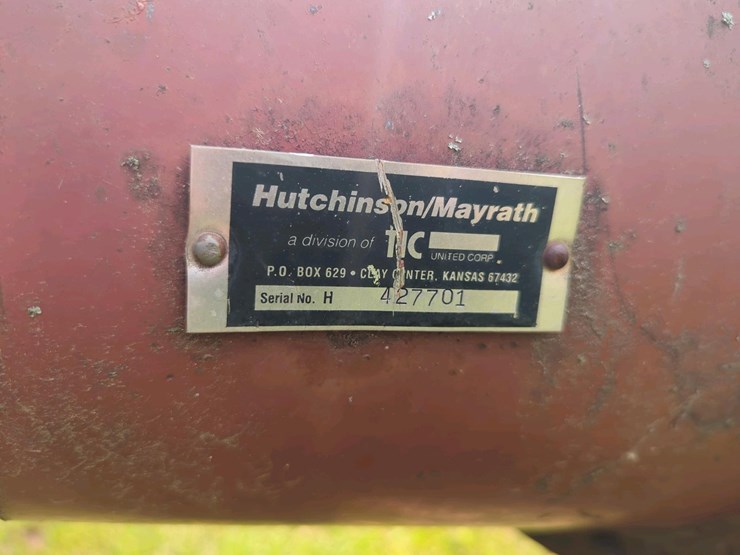 Hutchinson/Mayrath
a division of TIC UNITED CORP.
P.O. BOX 629 • CLAY CENTER, KANSAS 67432
Serial No. H 427701